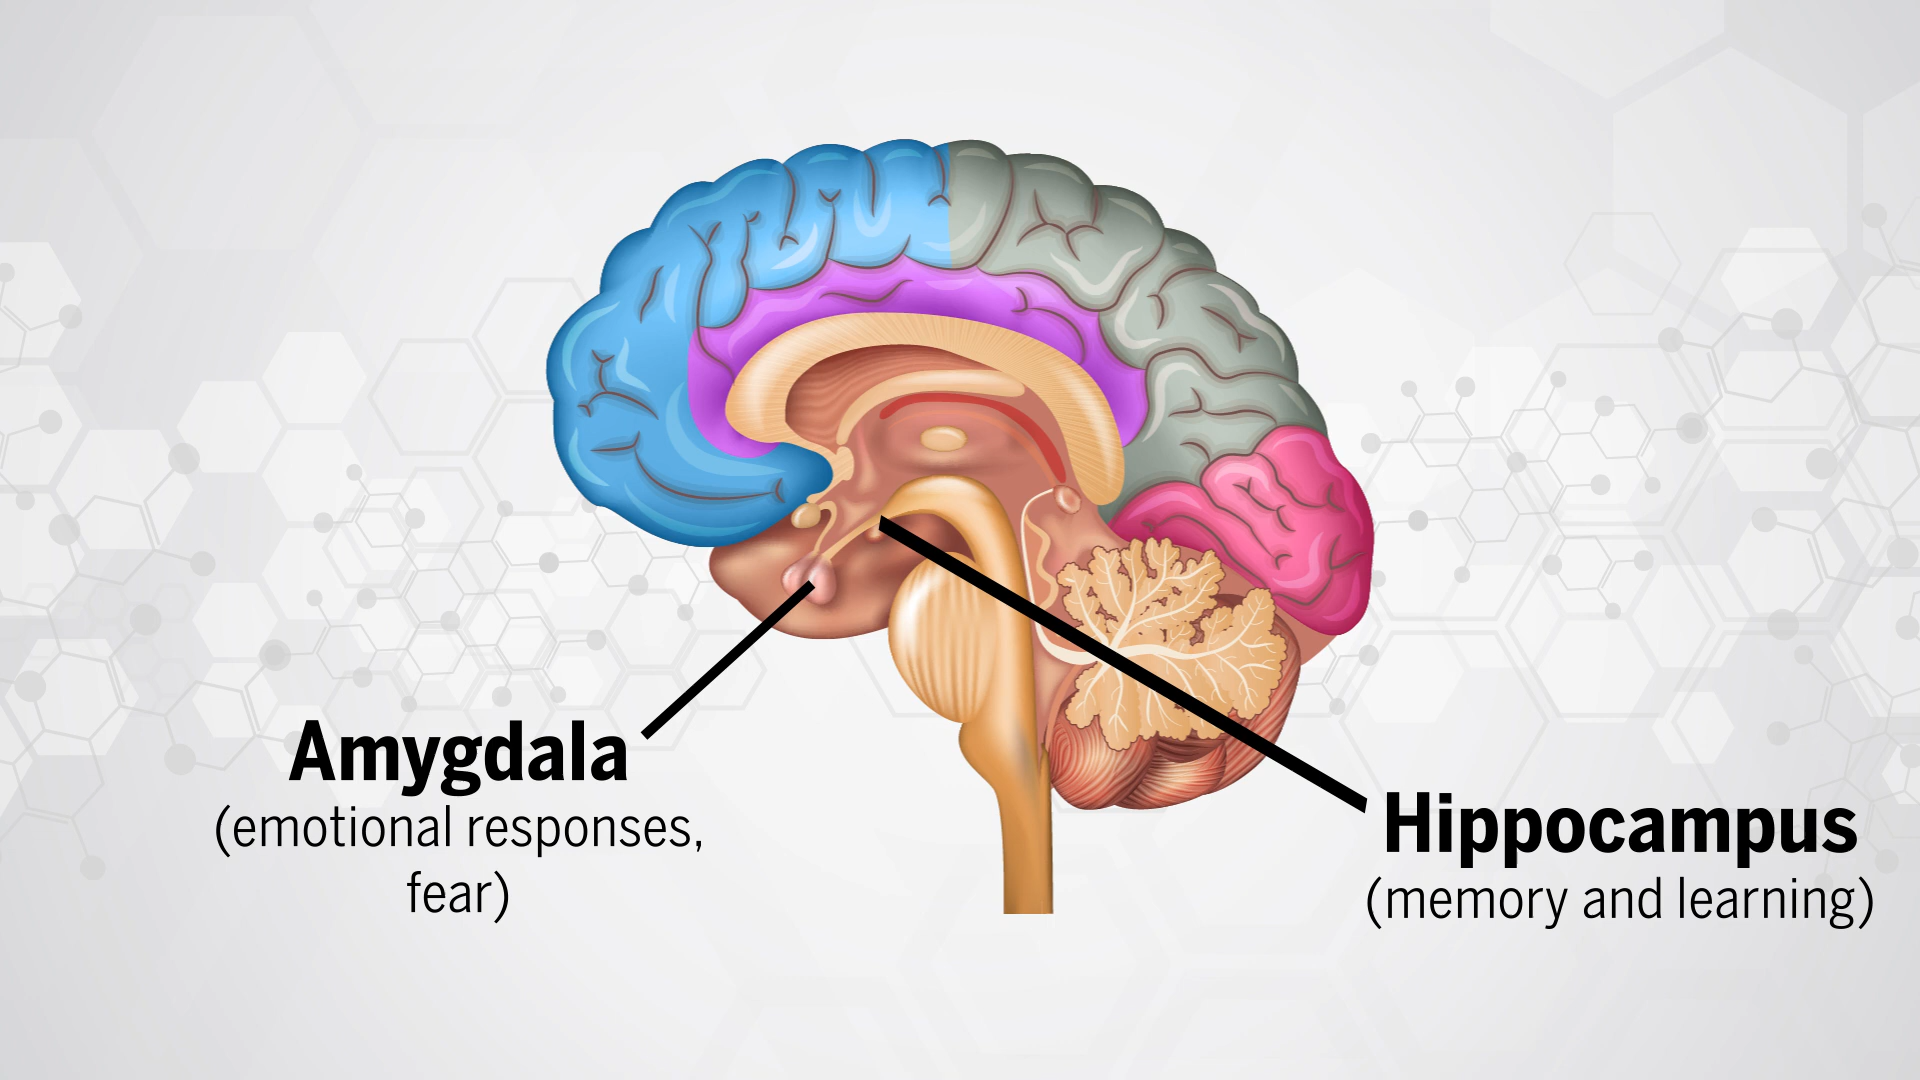 Amygdala
(emotional responses,
fear)
Hippocampus
(memory and learning)